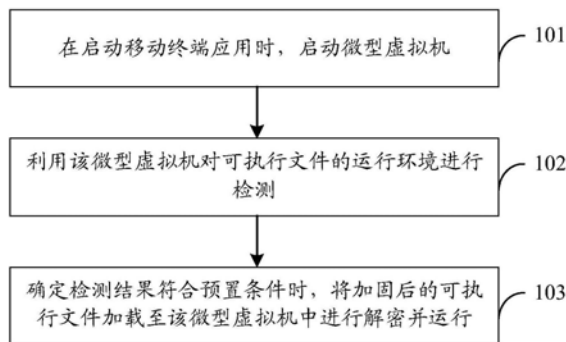 在启动移动终端应用时，启动微型虚拟机
101
利用该微型虚拟机对可执行文件的运行环境进行
检测
102
确定检测结果符合预置条件时，将加固后的可执
行文件加载至该微型虚拟机中进行解密并运行
103